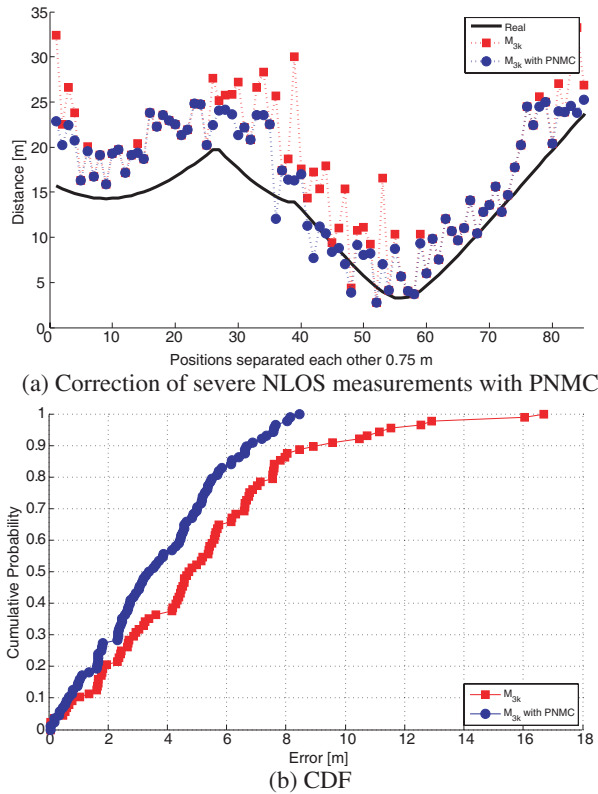 35
30
25
20
15
10
5
0
Distance [m]
Real
M3k
M3k with PNMC
0 10 20 30 40 50 60 70 80
Positions separated each other 0.75 m
(a) Correction of severe NLOS measurements with PNMC
1
0.9
0.8
0.7
0.6
0.5
0.4
0.3
0.2
0.1
0
Cumulative Probability
M3k
M3k with PNMC
0 2 4 6 8 10 12 14 16 18
Error [m]
(b) CDF